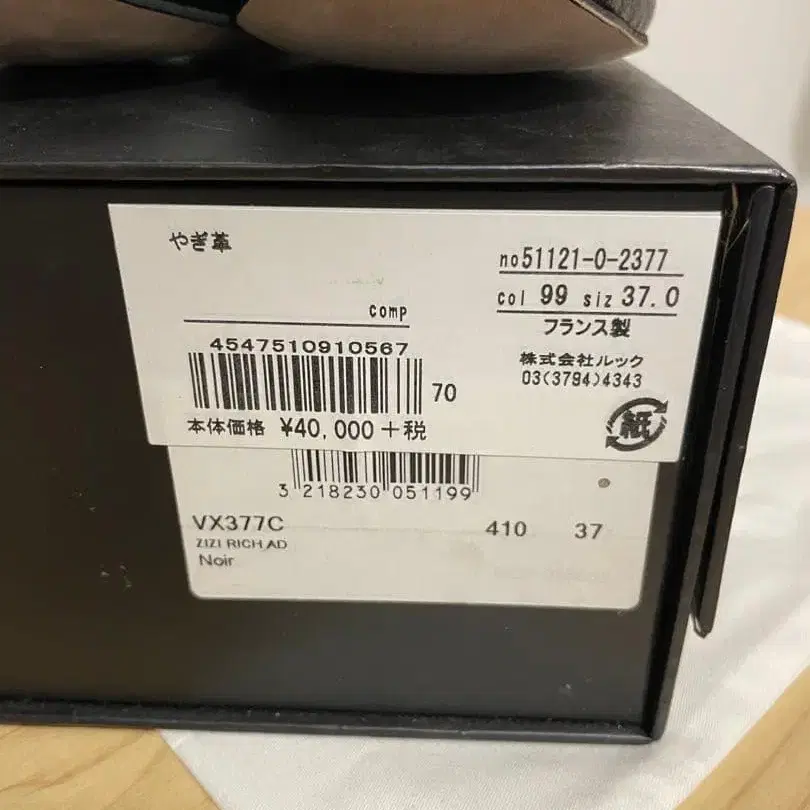 やぎ革
comp
4547510910567
70
本体価格 ¥40,000+税
no51121-0-2377
col 99 siz 37.0
フランス製
株式会社ルック
03(3794)4343
紙
3 218230 051199
VX377C 410 37
ZIZI RICH AD
Noir